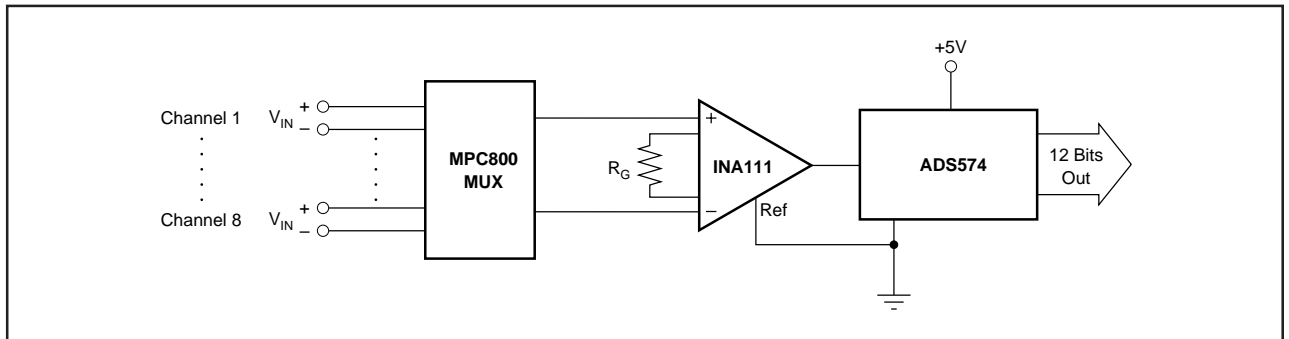 +5V
Channel 1 V_IN + −
MPC800
MUX
+
R_G
INA111
−
Ref
ADS574
12 Bits
Out
Channel 8 V_IN + −